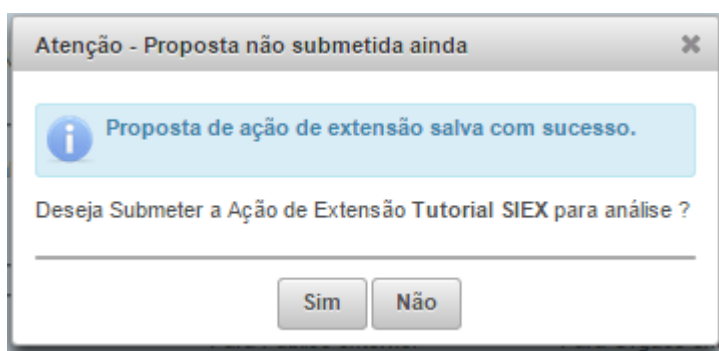 Atenção - Proposta não submetida ainda
Proposta de ação de extensão salva com sucesso.
Deseja Submeter a Ação de Extensão Tutorial SIEX para análise ?
Sim Não